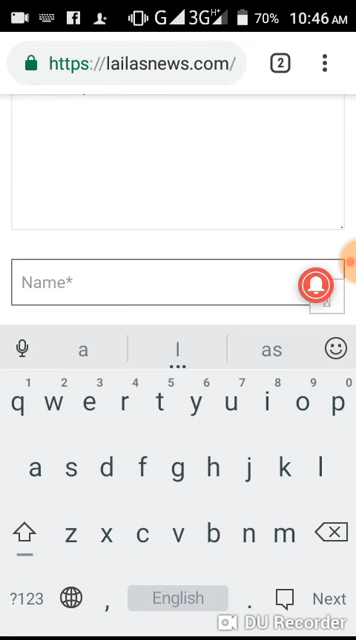 G 3G H+ 70% 10:46 AM
https://lailasnews.com/ 2
Name*
a I as
1 2 3 4 5 6 7 8 9 0
q w e r t y u i o p
a s d f g h j k l
z x c v b n m
?123 , English . Next
DU Recorder